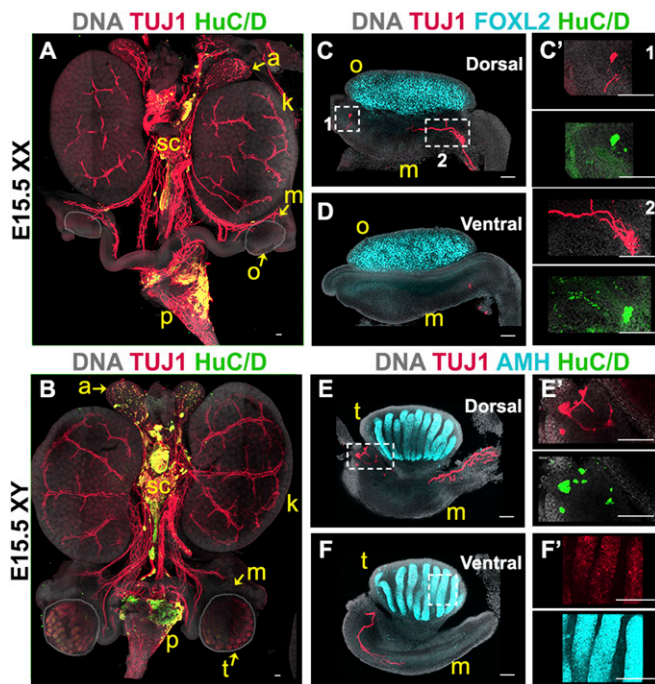 DNA TUJ1 HuC/D
DNA TUJ1 FOXL2 HuC/D
E15.5 XX
A
a
k
sc
m
o
p
C
Dorsal
o
1
2
m
C'
1
2
D
Ventral
o
m
DNA TUJ1 HuC/D
DNA TUJ1 AMH HuC/D
E15.5 XY
B
a
sc
k
m
p
t
E
Dorsal
t
m
E'
F
Ventral
t
m
F'